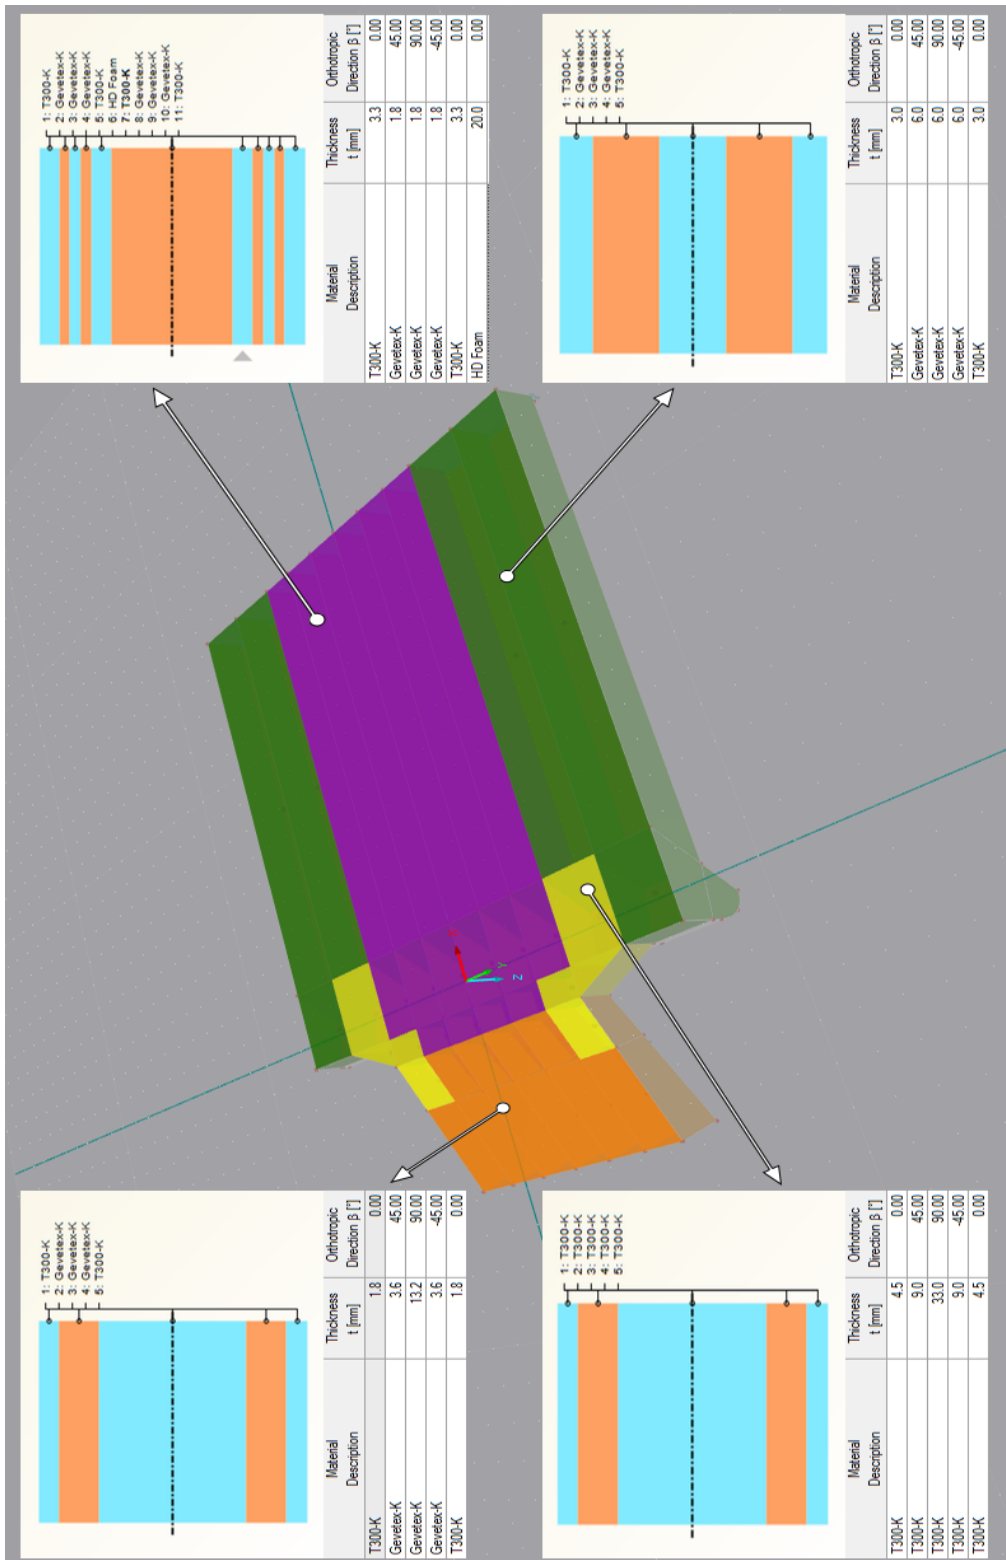 1: T300-K
2: Gevetex-K
3: Gevetex-K
4: Gevetex-K
5: T300-K
Material Description Thickness t [mm] Orthotropic Direction β [°]
T300-K 1.8 0.00
Gevetex-K 3.6 45.00
Gevetex-K 13.2 90.00
Gevetex-K 3.6 -45.00
T300-K 1.8 0.00
1: T300-K
2: Gevetex-K
3: Gevetex-K
4: Gevetex-K
5: T300-K
6: HD Foam
7: T300-K
8: Gevetex-K
9: Gevetex-K
10: Gevetex-K
11: T300-K
Material Description Thickness t [mm] Orthotropic Direction β [°]
T300-K 3.3 0.00
Gevetex-K 1.8 45.00
Gevetex-K 1.8 90.00
Gevetex-K 1.8 -45.00
T300-K 3.3 0.00
HD Foam 20.0 0.00
Y
Z
1: T300-K
2: T300-K
3: T300-K
4: T300-K
5: T300-K
Material Description Thickness t [mm] Orthotropic Direction β [°]
T300-K 4.5 0.00
T300-K 9.0 45.00
T300-K 33.0 90.00
T300-K 9.0 -45.00
T300-K 4.5 0.00
1: T300-K
2: Gevetex-K
3: Gevetex-K
4: Gevetex-K
5: T300-K
Material Description Thickness t [mm] Orthotropic Direction β [°]
T300-K 3.0 0.00
Gevetex-K 6.0 45.00
Gevetex-K 6.0 90.00
Gevetex-K 6.0 -45.00
T300-K 3.0 0.00